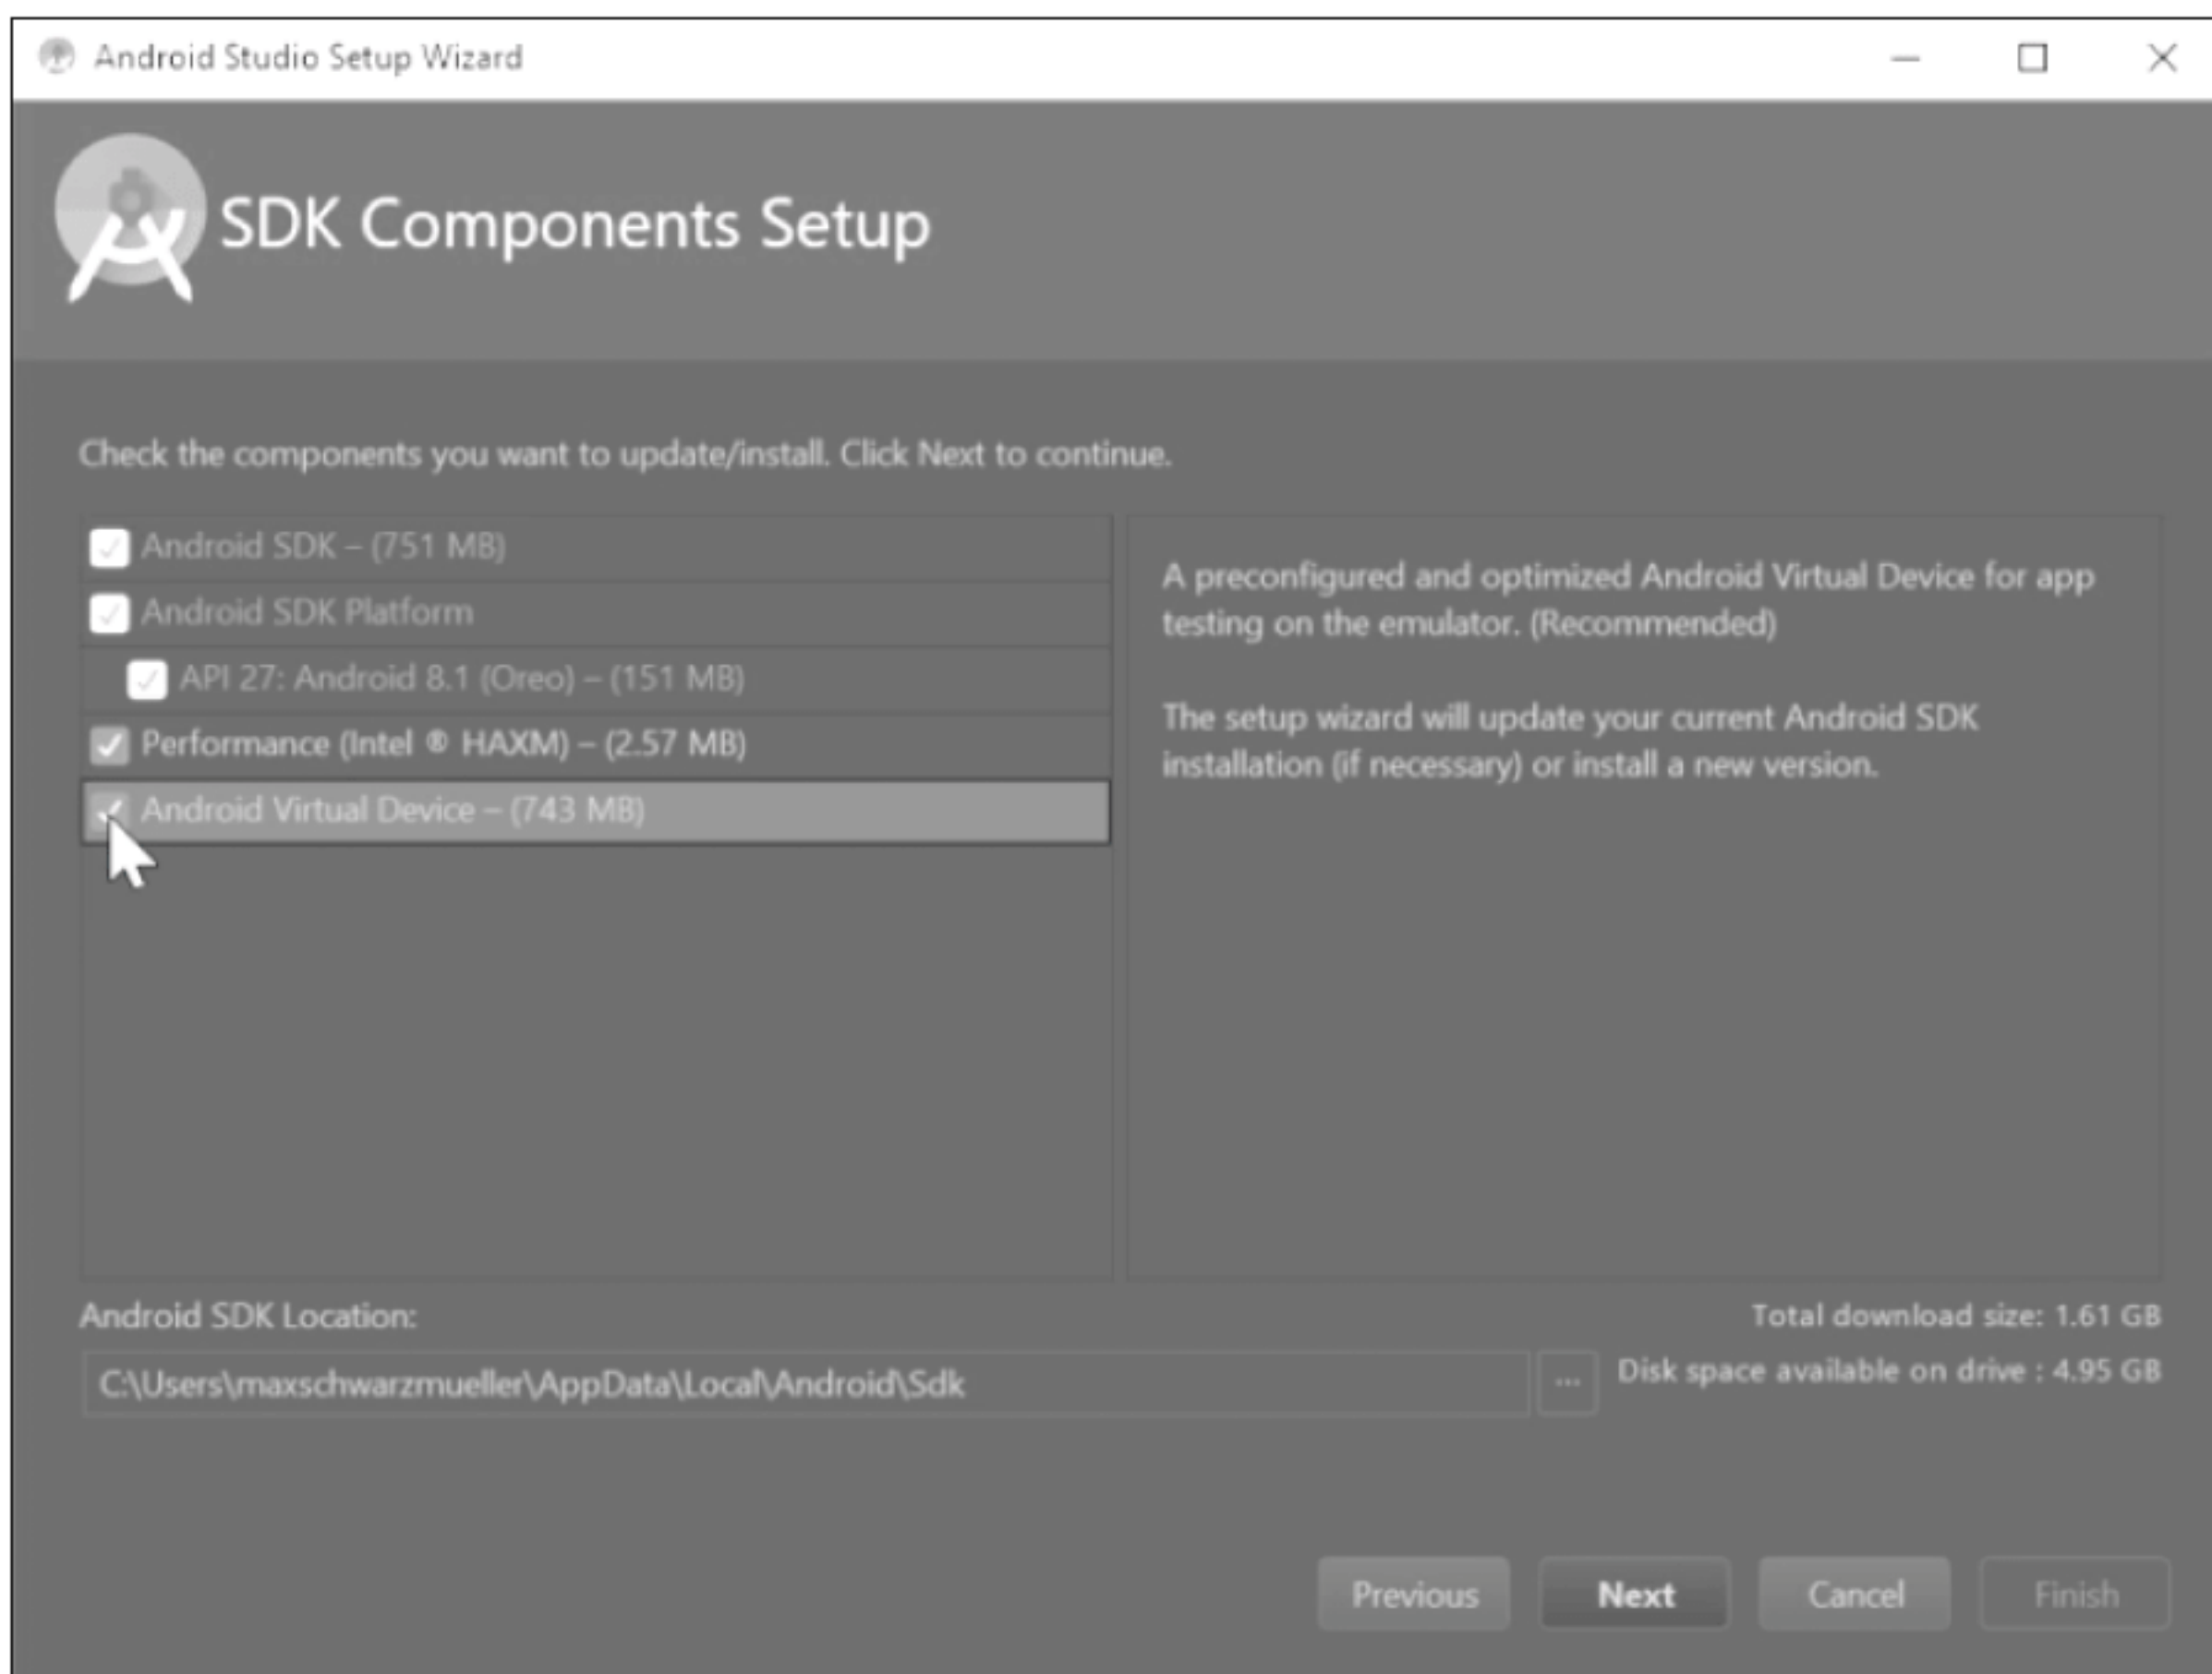 Android Studio Setup Wizard
SDK Components Setup
Check the components you want to update/install. Click Next to continue.
Android SDK – (751 MB)
Android SDK Platform
API 27: Android 8.1 (Oreo) – (151 MB)
Performance (Intel ® HAXM) – (2.57 MB)
Android Virtual Device – (743 MB)
A preconfigured and optimized Android Virtual Device for app
testing on the emulator. (Recommended)
The setup wizard will update your current Android SDK
installation (if necessary) or install a new version.
Android SDK Location:
Total download size: 1.61 GB
C:\Users\maxschwarzmueller\AppData\Local\Android\Sdk
...
Disk space available on drive : 4.95 GB
Previous
Next
Cancel
Finish